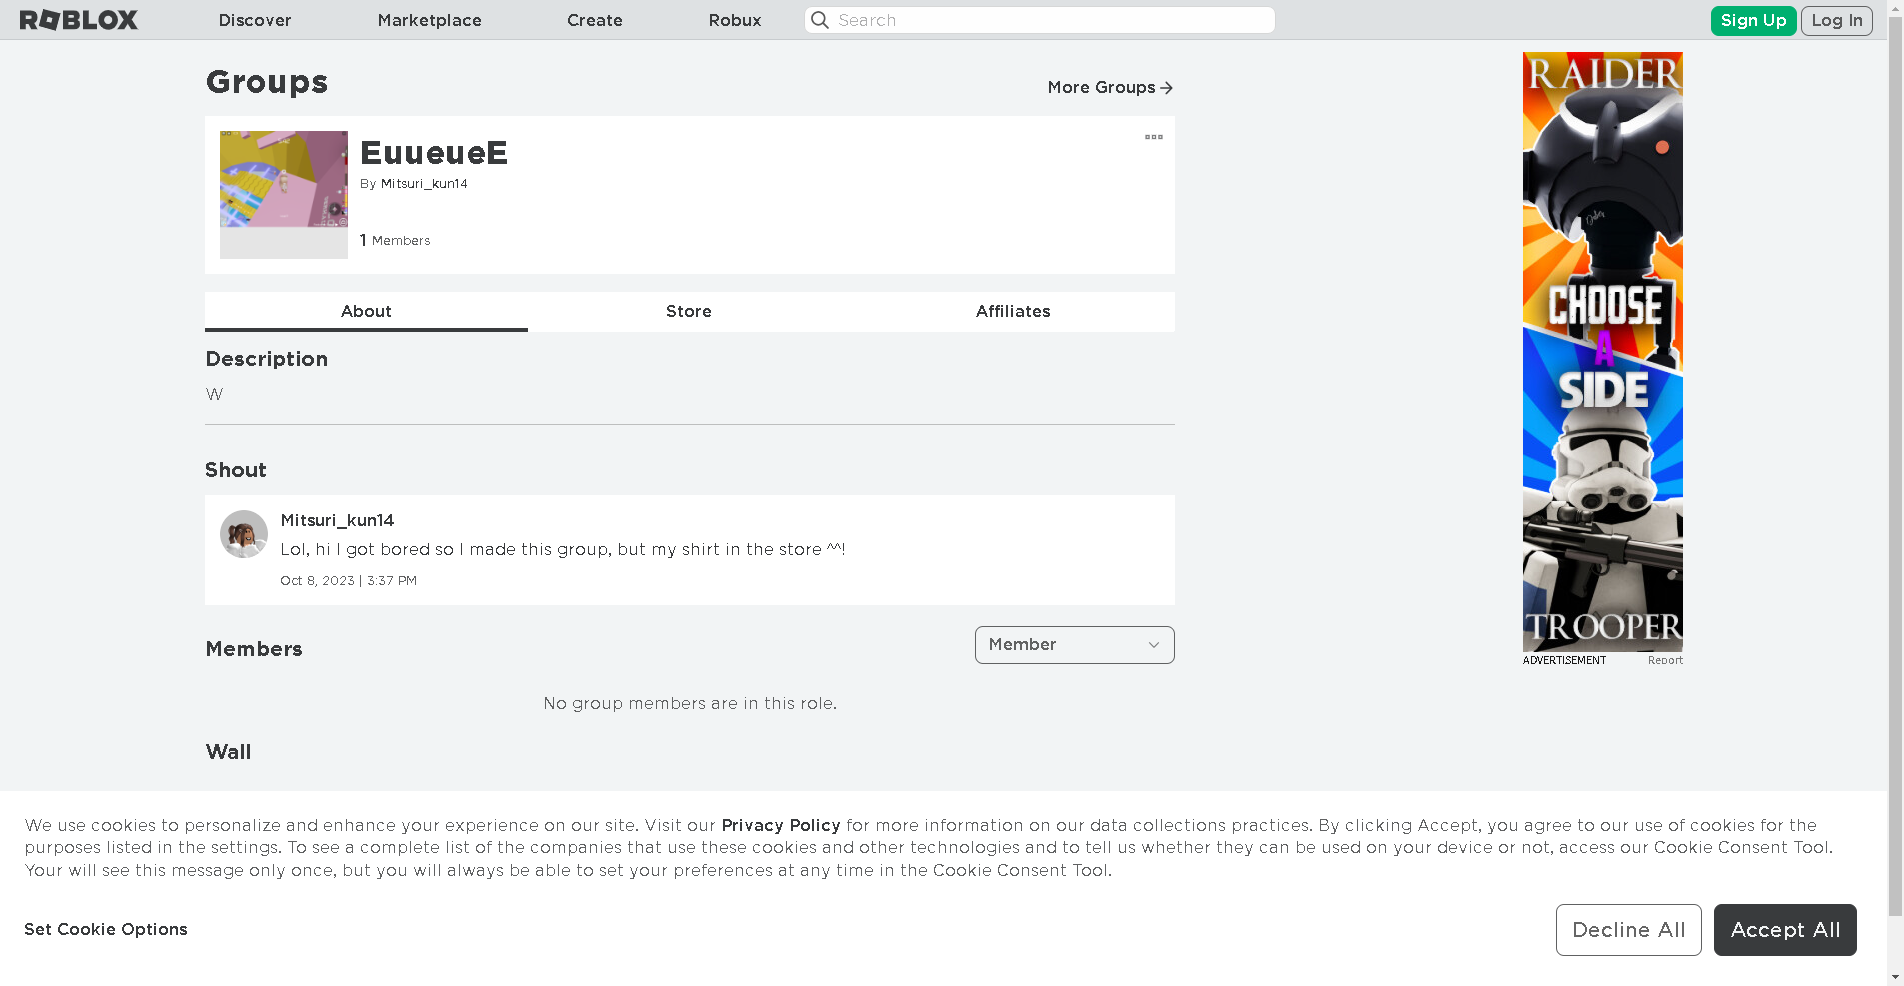 ROBLOX Discover Marketplace Create Robux Search Sign Up Log In
Groups
More Groups
EuueueE
By Mitsuri_kun14
1 Members
About Store Affiliates
Description
W
Shout
Mitsuri_kun14
Lol, hi I got bored so I made this group, but my shirt in the store ^^!
Oct 8, 2023 | 3:37 PM
Members
Member
No group members are in this role.
Wall
RAIDER
CHOOSE
A
SIDE
TROOPER
ADVERTISEMENT Report
We use cookies to personalize and enhance your experience on our site. Visit our Privacy Policy for more information on our data collections practices. By clicking Accept, you agree to our use of cookies for the
purposes listed in the settings. To see a complete list of the companies that use these cookies and other technologies and to tell us whether they can be used on your device or not, access our Cookie Consent Tool.
Your will see this message only once, but you will always be able to set your preferences at any time in the Cookie Consent Tool.
Set Cookie Options
Decline All
Accept All